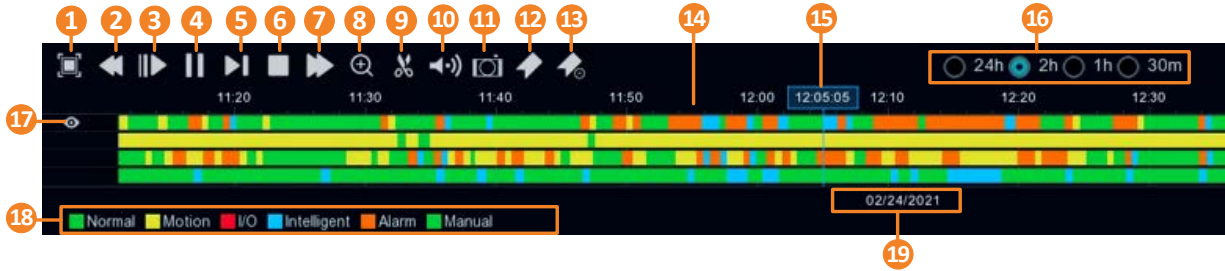 1 2 3 4 5 6 7 8 9 10 11 12 13 14 15 16
24h 2h 1h 30m
11:20 11:30 11:40 11:50 12:00 12:05:05 12:10 12:20 12:30
17
02/24/2021
18 Normal Motion I/O Intelligent Alarm Manual
19